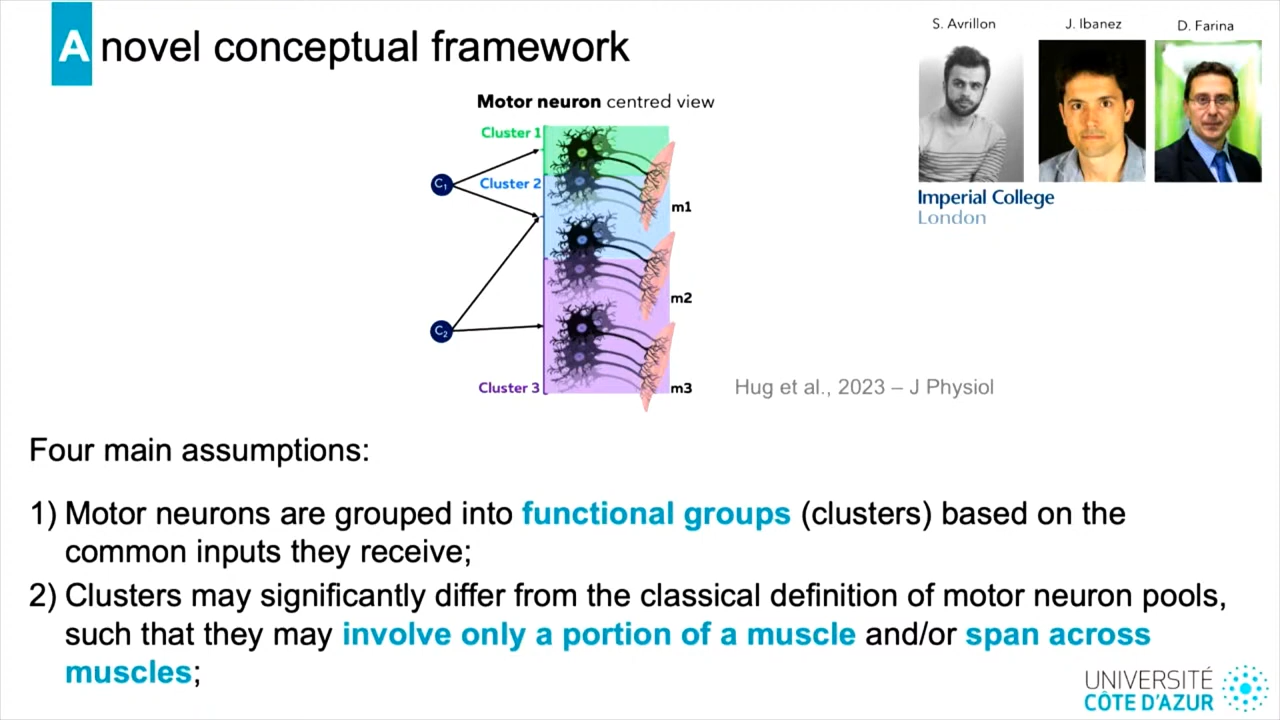 A novel conceptual framework
S. Avrillon
J. Ibanez
D. Farina
Imperial College
London
Motor neuron centred view
Cluster 1
C1
Cluster 2
m1
m2
C2
Cluster 3
m3
Hug et al., 2023 – J Physiol
Four main assumptions:
1) Motor neurons are grouped into functional groups (clusters) based on the
common inputs they receive;
2) Clusters may significantly differ from the classical definition of motor neuron pools,
such that they may involve only a portion of a muscle and/or span across
muscles;
UNIVERSITÉ
CÔTE D'AZUR